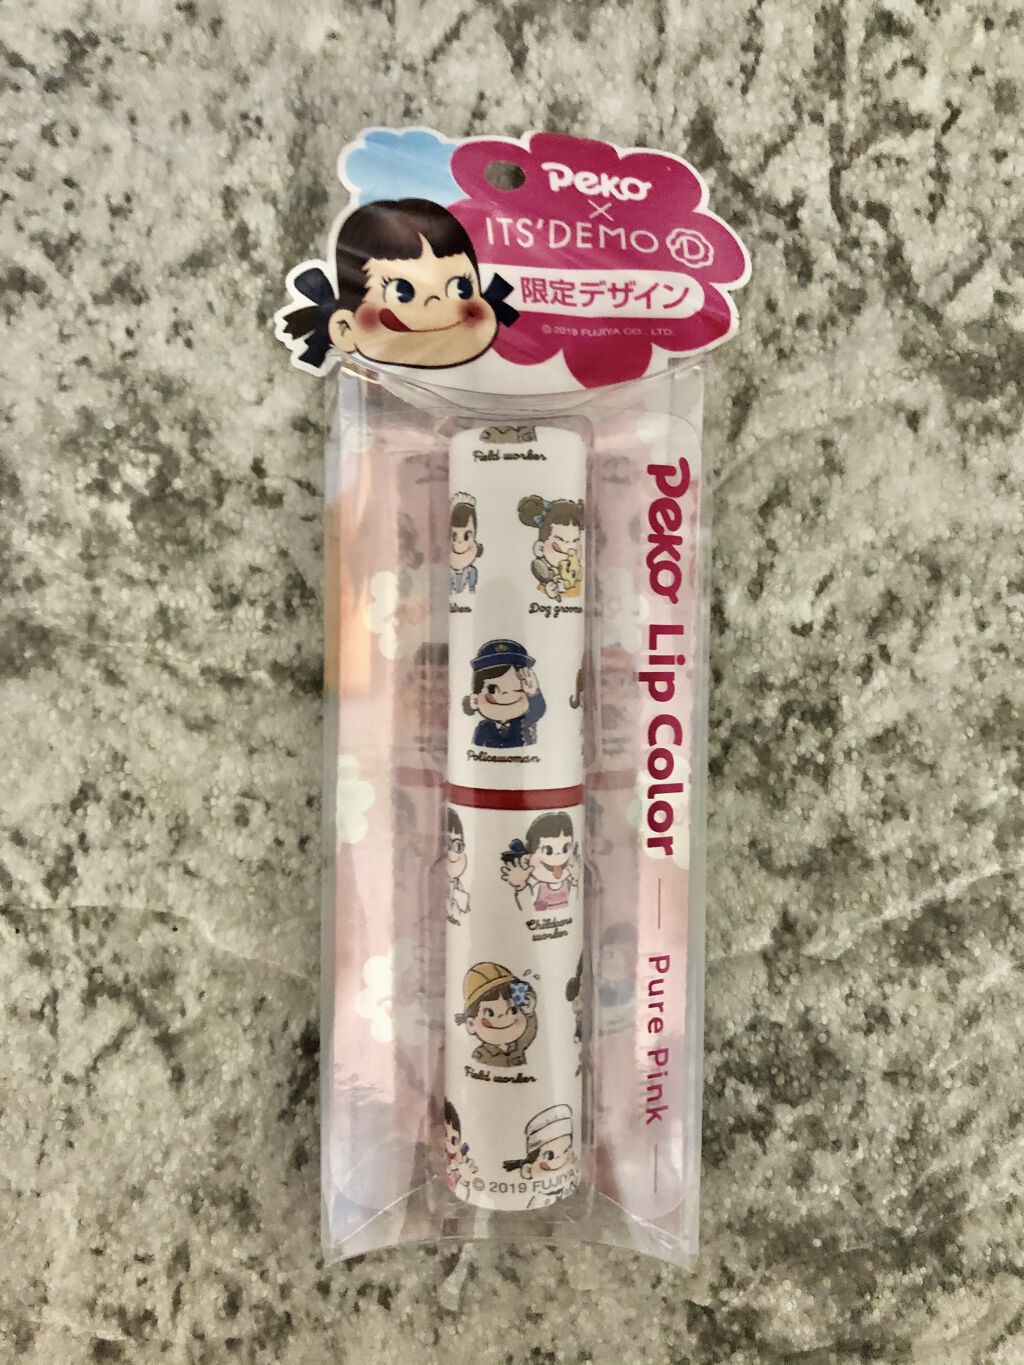 Peko
×
ITS'DEMO D
限定デザイン
© 2019 FUJIYA CO., LTD.
Peko Lip Color — Pure Pink —
Field worker
Dog groome
Policewoman
Childcare
worker
Field worker
© 2019 FUJIYA